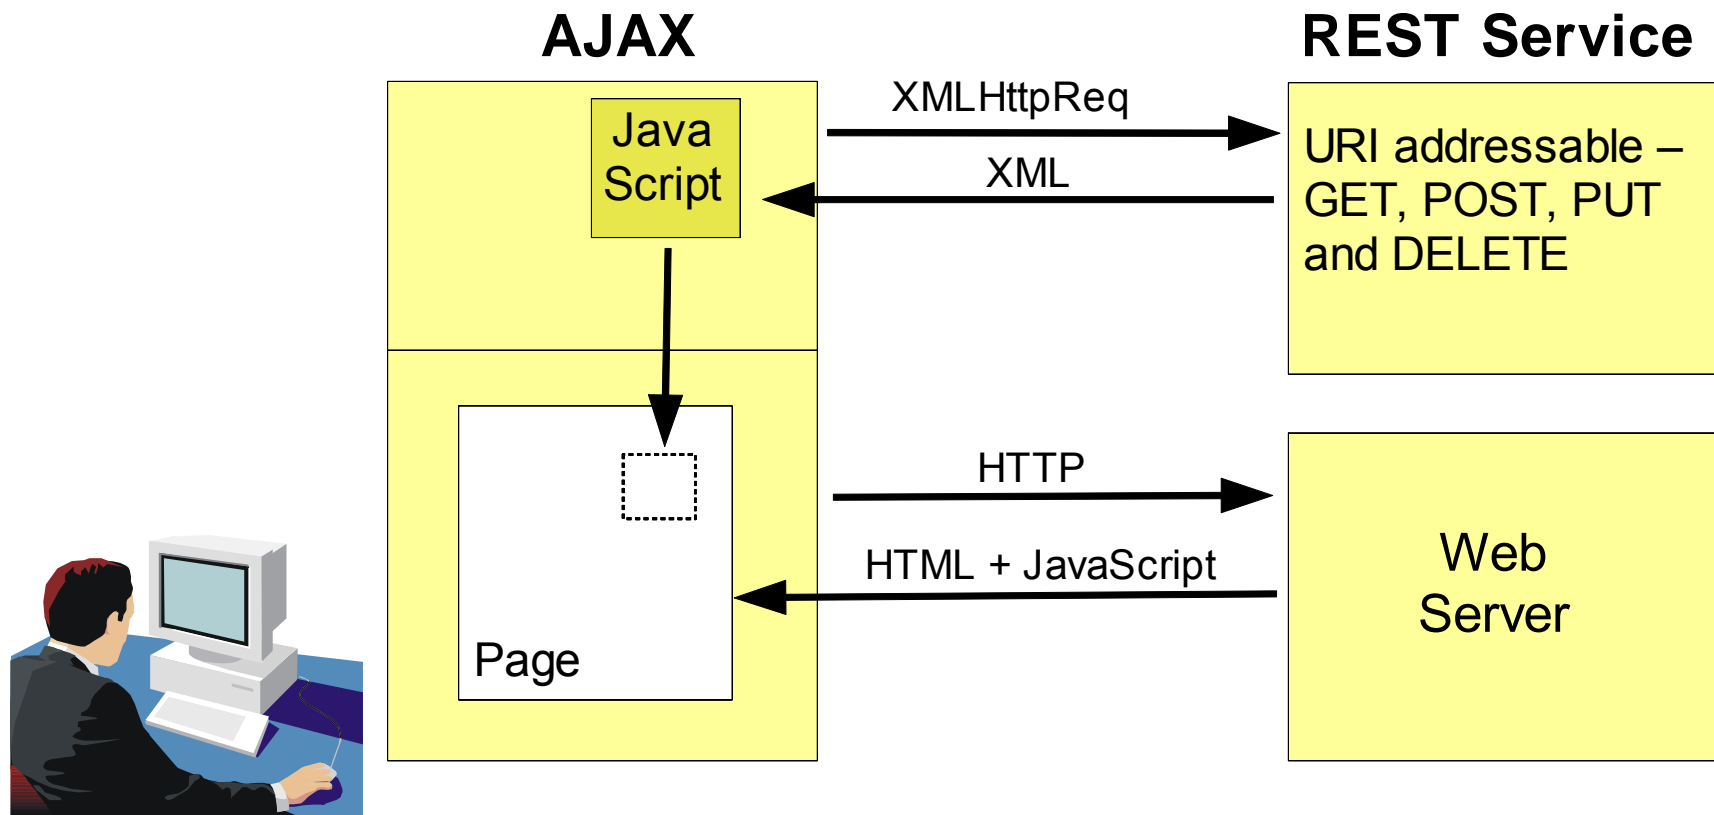 AJAX
REST Service
Java
Script
XMLHttpReq
XML
URI addressable –
GET, POST, PUT
and DELETE
Page
HTTP
HTML + JavaScript
Web
Server